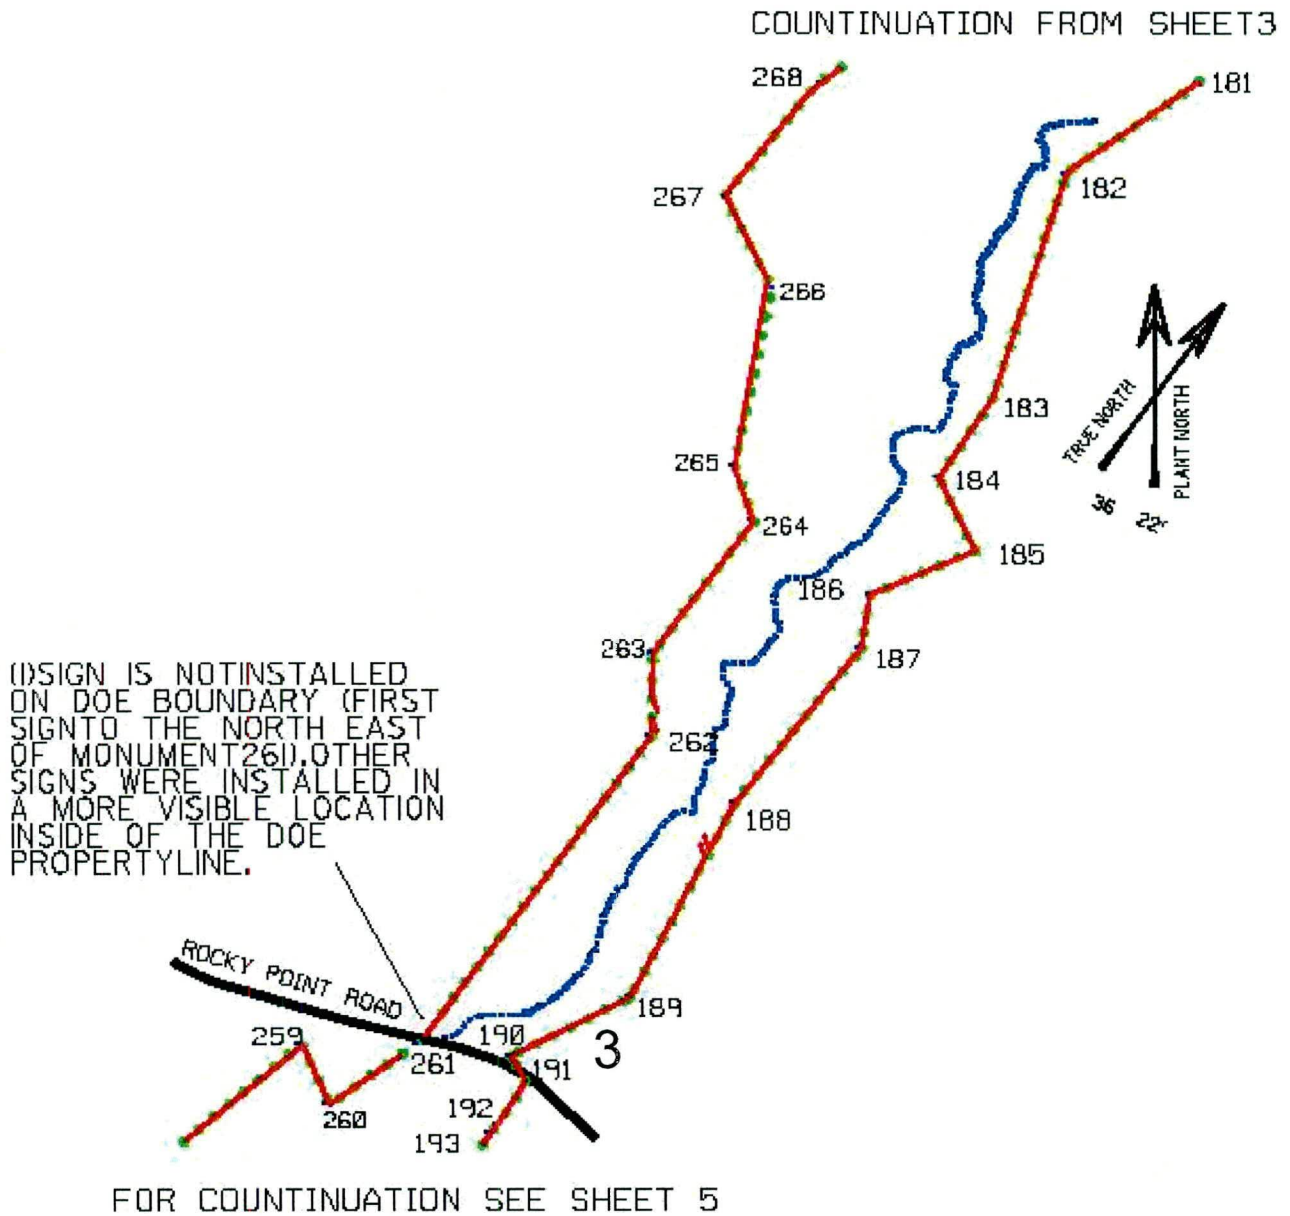 COUNTINUATION FROM SHEET3
268
181
182
267
266
TRUE NORTH
PLANT NORTH
183
265
184
264
185
186
263
187
(1)SIGN IS NOTINSTALLED
ON DOE BOUNDARY (FIRST
SIGNTO THE NORTH EAST
OF MONUMENT261).OTHER
SIGNS WERE INSTALLED IN
A MORE VISIBLE LOCATION
INSIDE OF THE DOE
PROPERTYLINE.
262
188
ROCKY POINT ROAD
189
190
3
259
261
191
260
192
193
FOR COUNTINUATION SEE SHEET 5